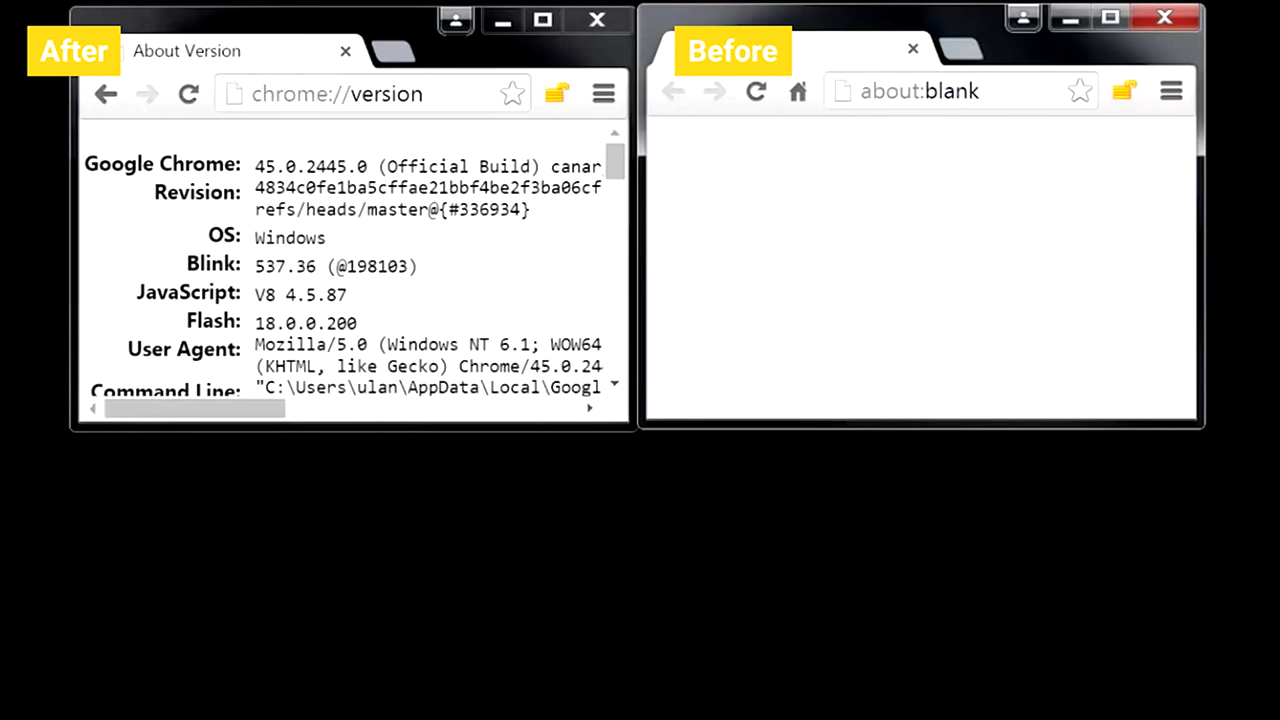 After
About Version
chrome://version
Google Chrome: 45.0.2445.0 (Official Build) canar
Revision: 4834c0fe1ba5cffae21bbf4be2f3ba06cf
refs/heads/master@{#336934}
OS: Windows
Blink: 537.36 (@198103)
JavaScript: V8 4.5.87
Flash: 18.0.0.200
User Agent: Mozilla/5.0 (Windows NT 6.1; WOW64
(KHTML, like Gecko) Chrome/45.0.24
Command Line: "C:\Users\ulan\AppData\Local\Googl
Before
about:blank